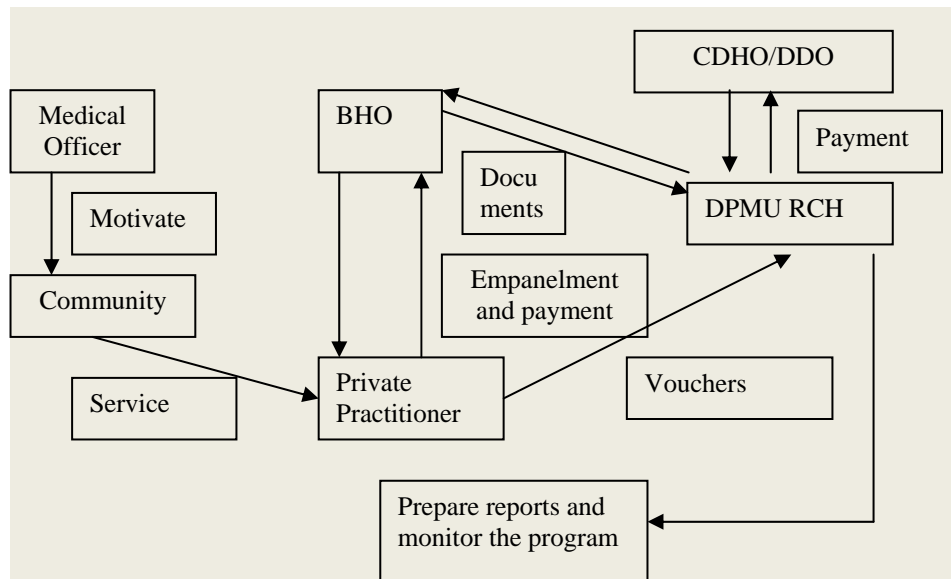 CDHO/DDO
Medical
Officer
BHO
Payment
Docu
ments
DPMU RCH
Motivate
Empanelment
and payment
Community
Private
Practitioner
Vouchers
Service
Prepare reports and
monitor the program